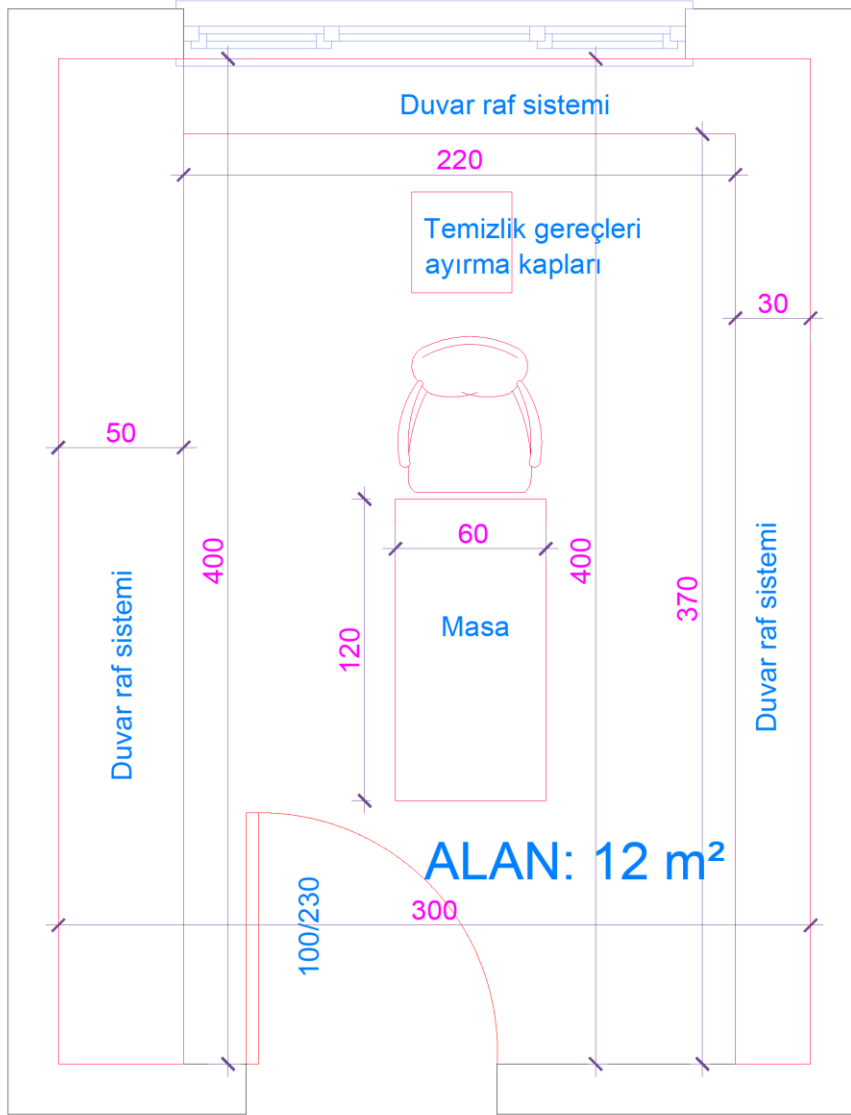 Duvar raf sistemi
220
Temizlik gereçleri
ayırma kapları
30
50
400
60
400
370
Duvar raf sistemi
120
Masa
Duvar raf sistemi
ALAN: 12 m²
100/230
300